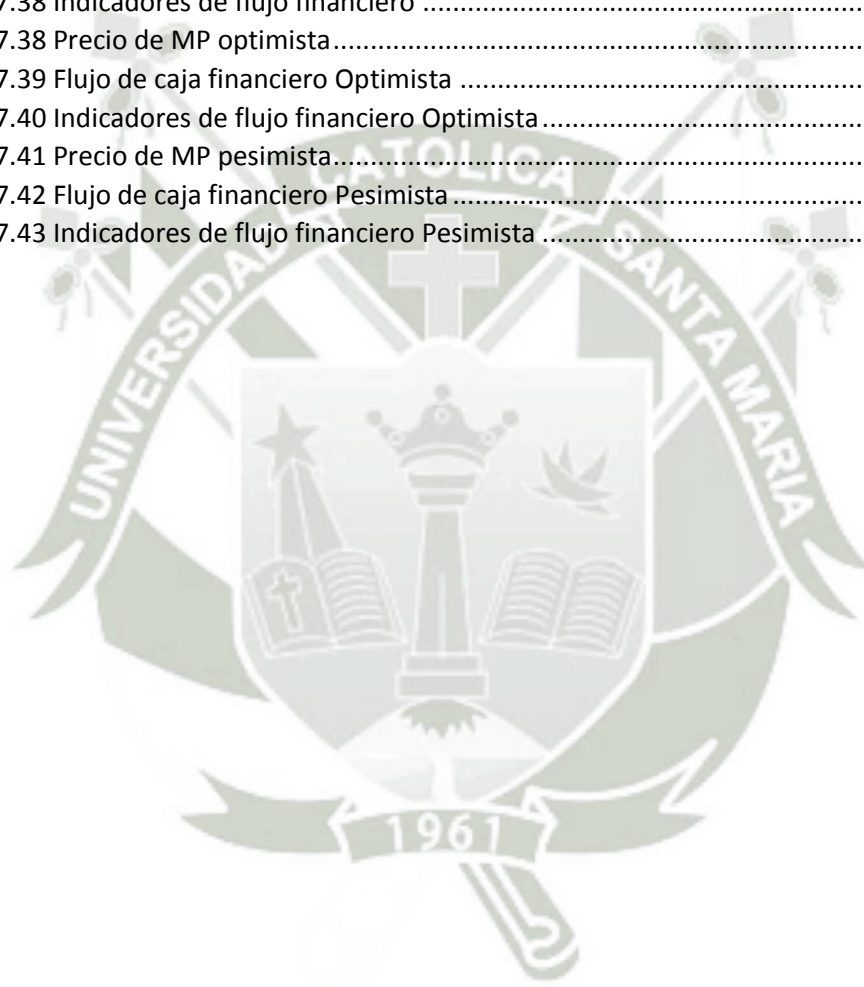 7.38 Indicadores de flujo financiero ..........................................................
7.38 Precio de MP optimista......................................................................
7.39 Flujo de caja financiero Optimista .....................................................
7.40 Indicadores de flujo financiero Optimista..........................................
7.41 Precio de MP pesimista......................................................................
7.42 Flujo de caja financiero Pesimista......................................................
7.43 Indicadores de flujo financiero Pesimista ..........................................
UNIVERSIDAD CATOLICA SANTA MARIA
1961